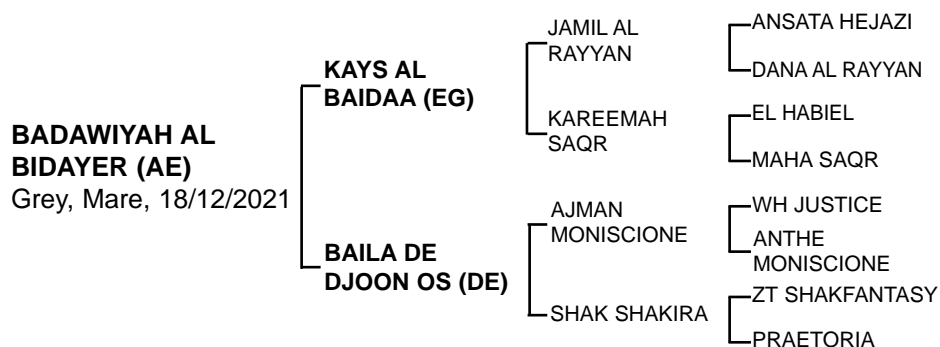 BADAWIYAH AL
BIDAYER (AE)
Grey, Mare, 18/12/2021
KAYS AL
BAIDAA (EG)
BAILA DE
DJOON OS (DE)
JAMIL AL
RAYYAN
KAREEMAH
SAQR
AJMAN
MONISCIONE
SHAK SHAKIRA
ANSATA HEJAZI
DANA AL RAYYAN
EL HABIEL
MAHA SAQR
WH JUSTICE
ANTHE
MONISCIONE
ZT SHAKFANTASY
PRAETORIA